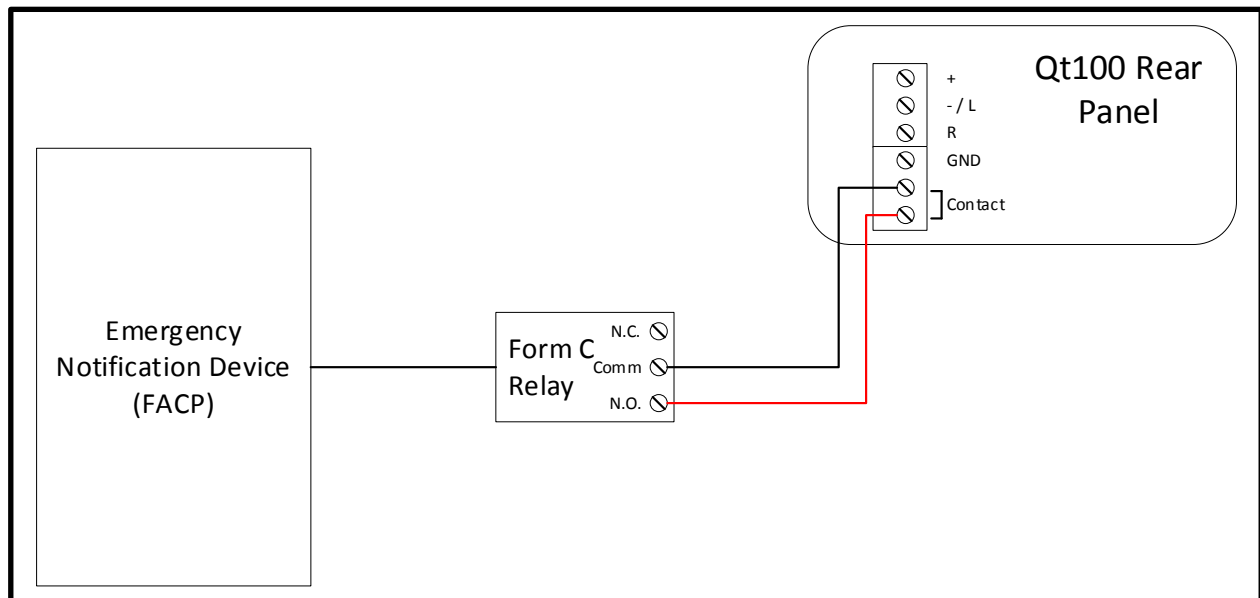 Qt100 Rear
Panel
+
- / L
R
GND
Contact
Emergency
Notification Device
(FACP)
Form C
Relay
N.C.
Comm
N.O.